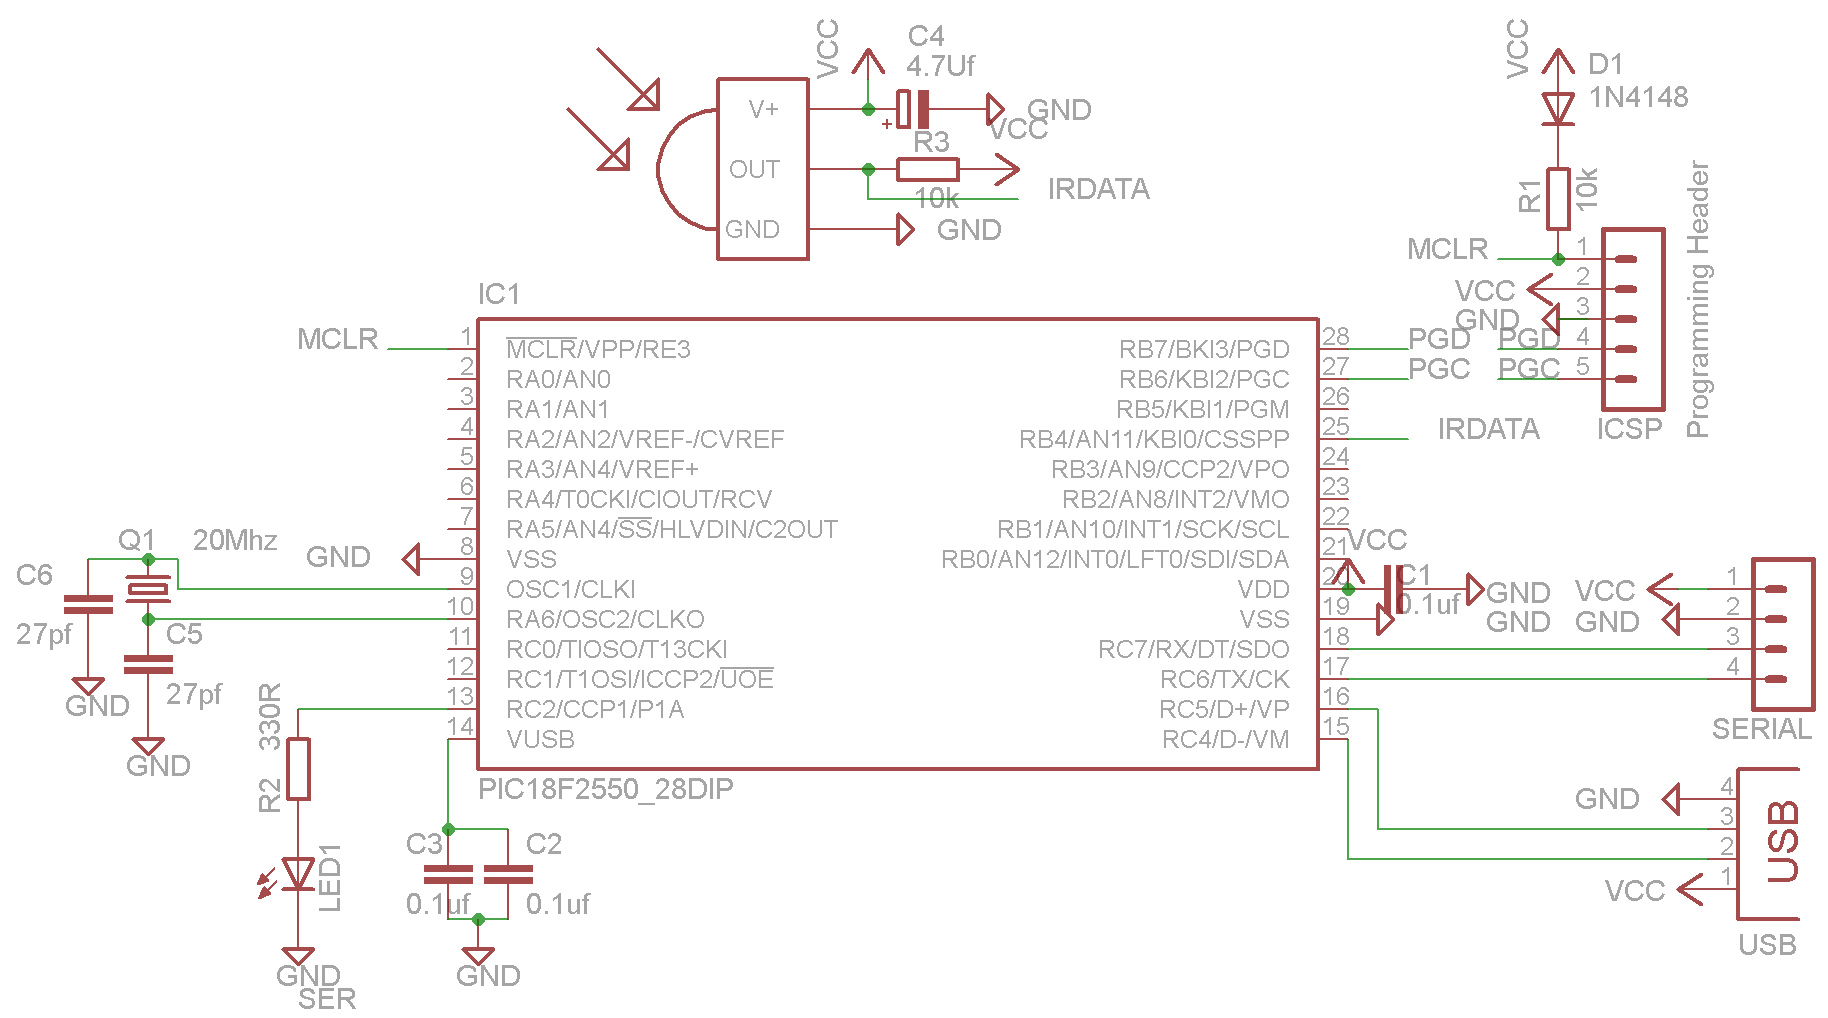 VCC
C4
4.7Uf
V+
+
GND
VCC
R3
OUT
10k
IRDATA
GND
GND
VCC
D1
1N4148
R1
10k
MCLR
1
VCC
2
GND
3
PGD
4
PGC
5
ICSP
Programming Header
IC1
MCLR
1
MCLR/VPP/RE3
2
RA0/AN0
3
RA1/AN1
4
RA2/AN2/VREF-/CVREF
5
RA3/AN4/VREF+
6
RA4/T0CKI/CIOUT/RCV
7
RA5/AN4/SS/HLVDIN/C2OUT
GND
8
VSS
9
OSC1/CLKI
10
RA6/OSC2/CLKO
11
RC0/TIOSO/T13CKI
12
RC1/T1OSI/ICCP2/UOE
13
RC2/CCP1/P1A
14
VUSB
RB7/BKI3/PGD
28
PGD
RB6/KBI2/PGC
27
PGC
RB5/KBI1/PGM
26
RB4/AN11/KBI0/CSSPP
25
IRDATA
RB3/AN9/CCP2/VPO
24
RB2/AN8/INT2/VMO
23
RB1/AN10/INT1/SCK/SCL
22
RB0/AN12/INT0/LFT0/SDI/SDA
21
VCC
VDD
20
C1
0.1uf
GND
VSS
19
GND
RC7/RX/DT/SDO
18
RC6/TX/CK
17
RC5/D+/VP
16
RC4/D-/VM
15
PIC18F2550_28DIP
Q1
20Mhz
C6
27pf
GND
C5
27pf
GND
R2
330R
LED1
GND
SER
C3
0.1uf
C2
0.1uf
GND
VCC
1
GND
2
3
4
SERIAL
GND
4
3
2
VCC
1
USB
USB